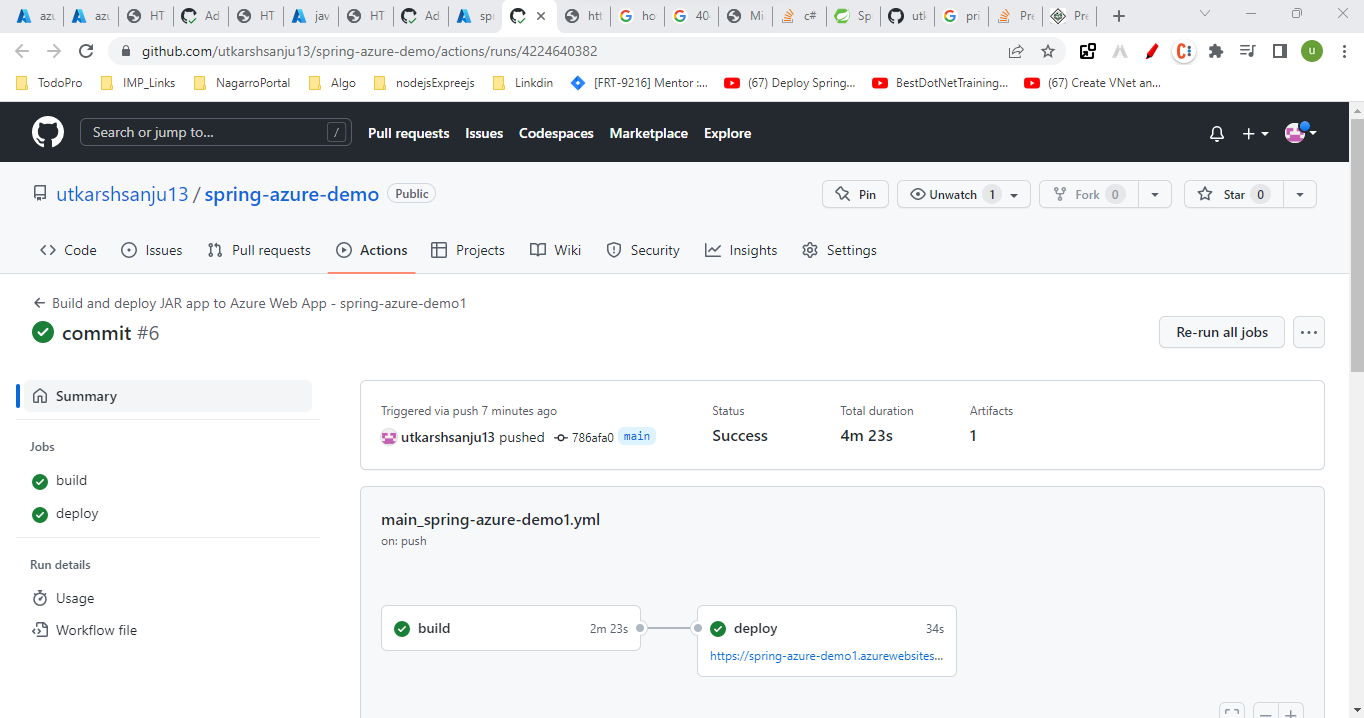 azu azu HT Ad HT jav HT Ad spr htt ho 40 Mi c# Sp utk pri Pre Pre
github.com/utkarshsanju13/spring-azure-demo/actions/runs/4224640382 u
TodoPro IMP_Links NagarroPortal Algo nodejsExpreejs Linkdin [FRT-9216] Mentor :... (67) Deploy Spring... BestDotNetTraining... (67) Create VNet an...
Search or jump to... / Pull requests Issues Codespaces Marketplace Explore
utkarshsanju13 / spring-azure-demo Public Pin Unwatch 1 Fork 0 Star 0
Code Issues Pull requests Actions Projects Wiki Security Insights Settings
Build and deploy JAR app to Azure Web App - spring-azure-demo1
commit #6 Re-run all jobs ...
Summary
Jobs
build
deploy
Run details
Usage
Workflow file
Triggered via push 7 minutes ago Status Total duration Artifacts
utkarshsanju13 pushed 786afa0 main Success 4m 23s 1
main_spring-azure-demo1.yml
on: push
build 2m 23s deploy 34s
https://spring-azure-demo1.azurewebsites...